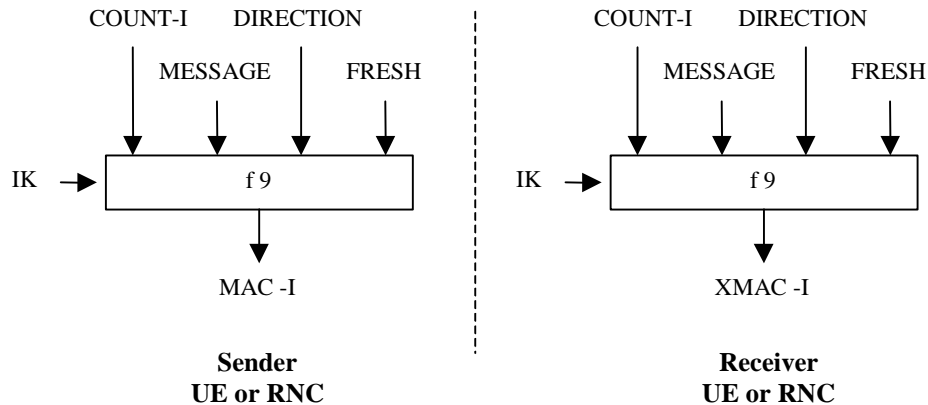 COUNT-I DIRECTION
MESSAGE FRESH
IK f 9
MAC -I
Sender
UE or RNC
COUNT-I DIRECTION
MESSAGE FRESH
IK f 9
XMAC -I
Receiver
UE or RNC